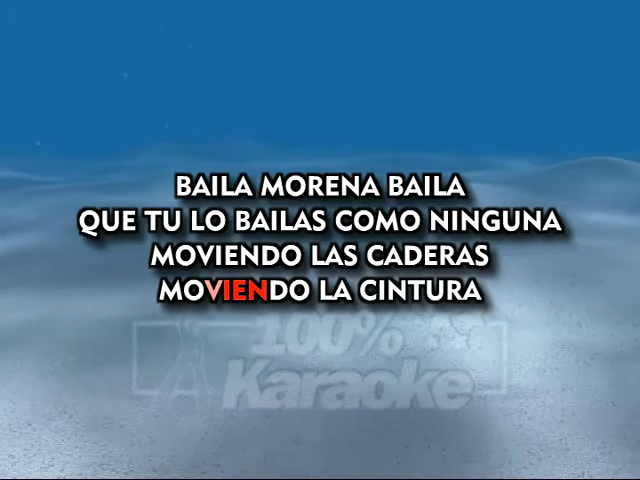 BAILA MORENA BAILA
QUE TU LO BAILAS COMO NINGUNA
MOVIENDO LAS CADERAS
MOVIENDO LA CINTURA
100%
Karaoke